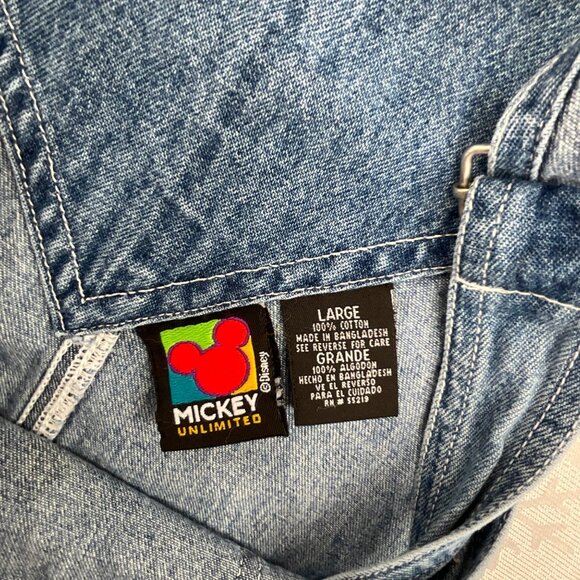 ©Disney
MICKEY
UNLIMITED
LARGE
100% COTTON
MADE IN BANGLADESH
SEE REVERSE FOR CARE
GRANDE
100% ALGODON
HECHO EN BANGLADESH
VE EL REVERSO
PARA EL CUIDADO
RN # 55219